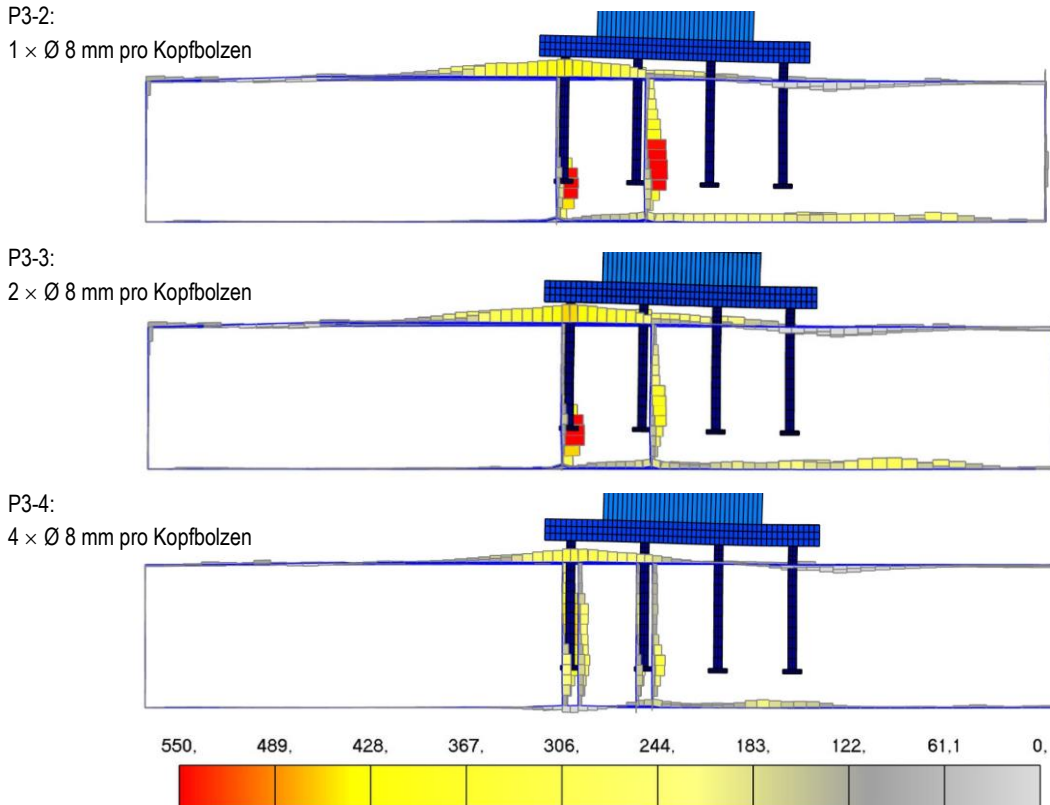 P3-2:
1 × Ø 8 mm pro Kopfbolzen
P3-3:
2 × Ø 8 mm pro Kopfbolzen
P3-4:
4 × Ø 8 mm pro Kopfbolzen
550, 489, 428, 367, 306, 244, 183, 122, 61,1 0,